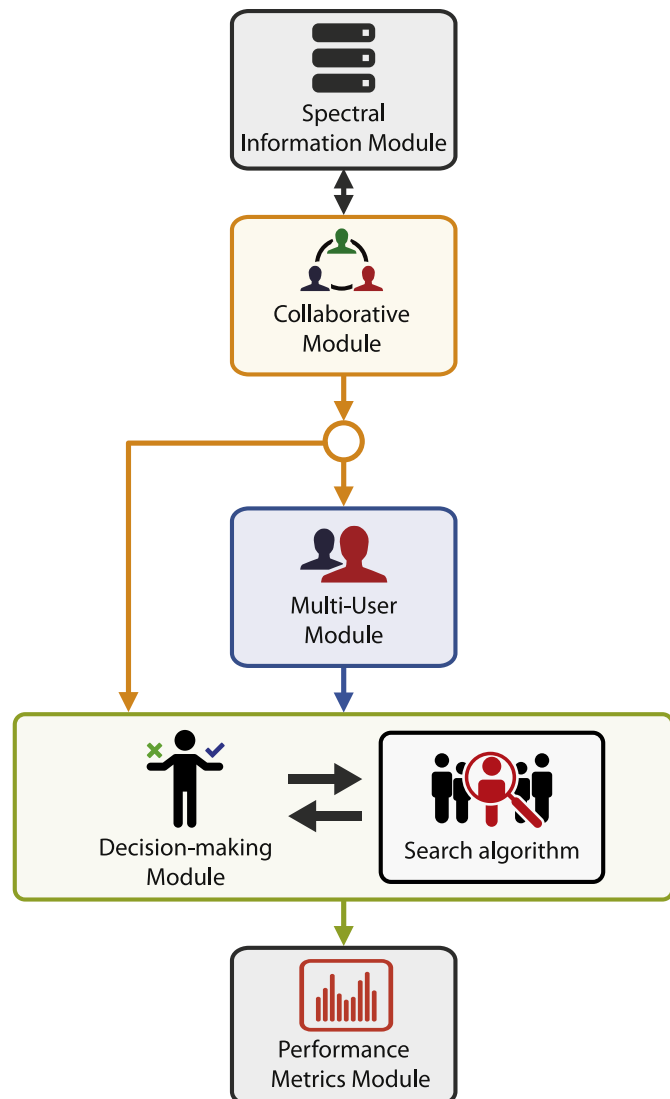 Spectral
Information Module
Collaborative
Module
Multi-User
Module
Decision-making
Module
Search algorithm
Performance
Metrics Module